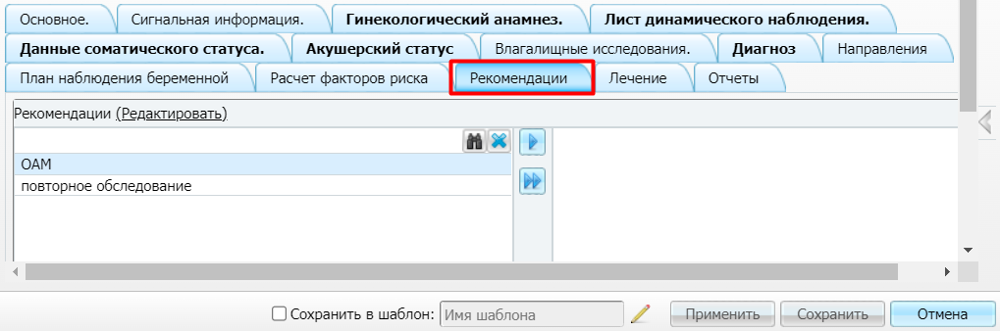 Основное. Сигнальная информация. Гинекологический анамнез. Лист динамического наблюдения.
Данные соматического статуса. Акушерский статус Влагалищные исследования. Диагноз Направления
План наблюдения беременной Расчет факторов риска Рекомендации Лечение Отчеты
Рекомендации (Редактировать)
ОАМ
повторное обследование
Сохранить в шаблон: Имя шаблона Применить Сохранить Отмена